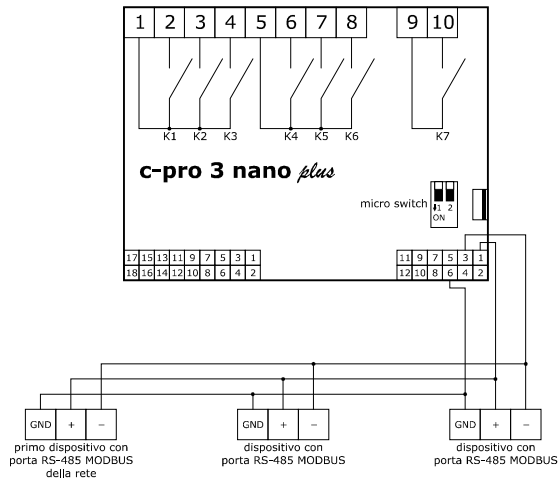 1 2 3 4 5 6 7 8 9 10
K1 K2 K3 K4 K5 K6 K7
c-pro 3 nano plus
micro switch
1 2
ON
17 15 13 11 9 7 5 3 1
18 16 14 12 10 8 6 4 2
11 9 7 5 3 1
12 10 8 6 4 2
GND + −
primo dispositivo con
porta RS-485 MODBUS
della rete
GND + −
dispositivo con
porta RS-485 MODBUS
GND + −
dispositivo con
porta RS-485 MODBUS